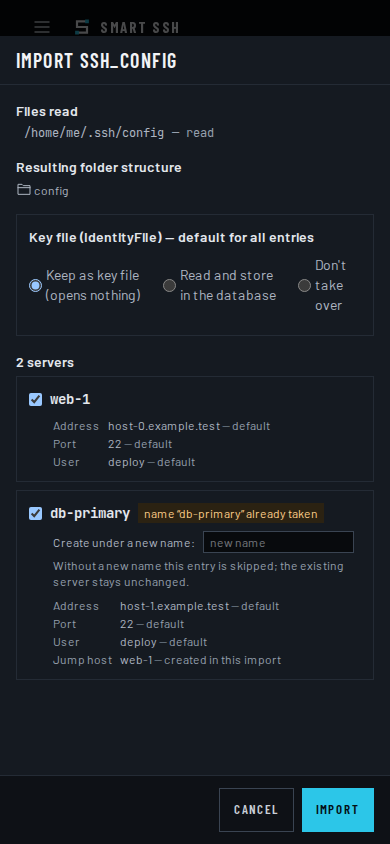 SMART SSH
IMPORT SSH_CONFIG
Files read
/home/me/.ssh/config — read
Resulting folder structure
config
Key file (IdentityFile) — default for all entries
Keep as key file
(opens nothing)
Read and store
in the database
Don't
take
over
2 servers
web-1
Address host-0.example.test — default
Port 22 — default
User deploy — default
db-primary name “db-primary” already taken
Create under a new name: new name
Without a new name this entry is skipped; the existing
server stays unchanged.
Address host-1.example.test — default
Port 22 — default
User deploy — default
Jump host web-1 — created in this import
CANCEL IMPORT